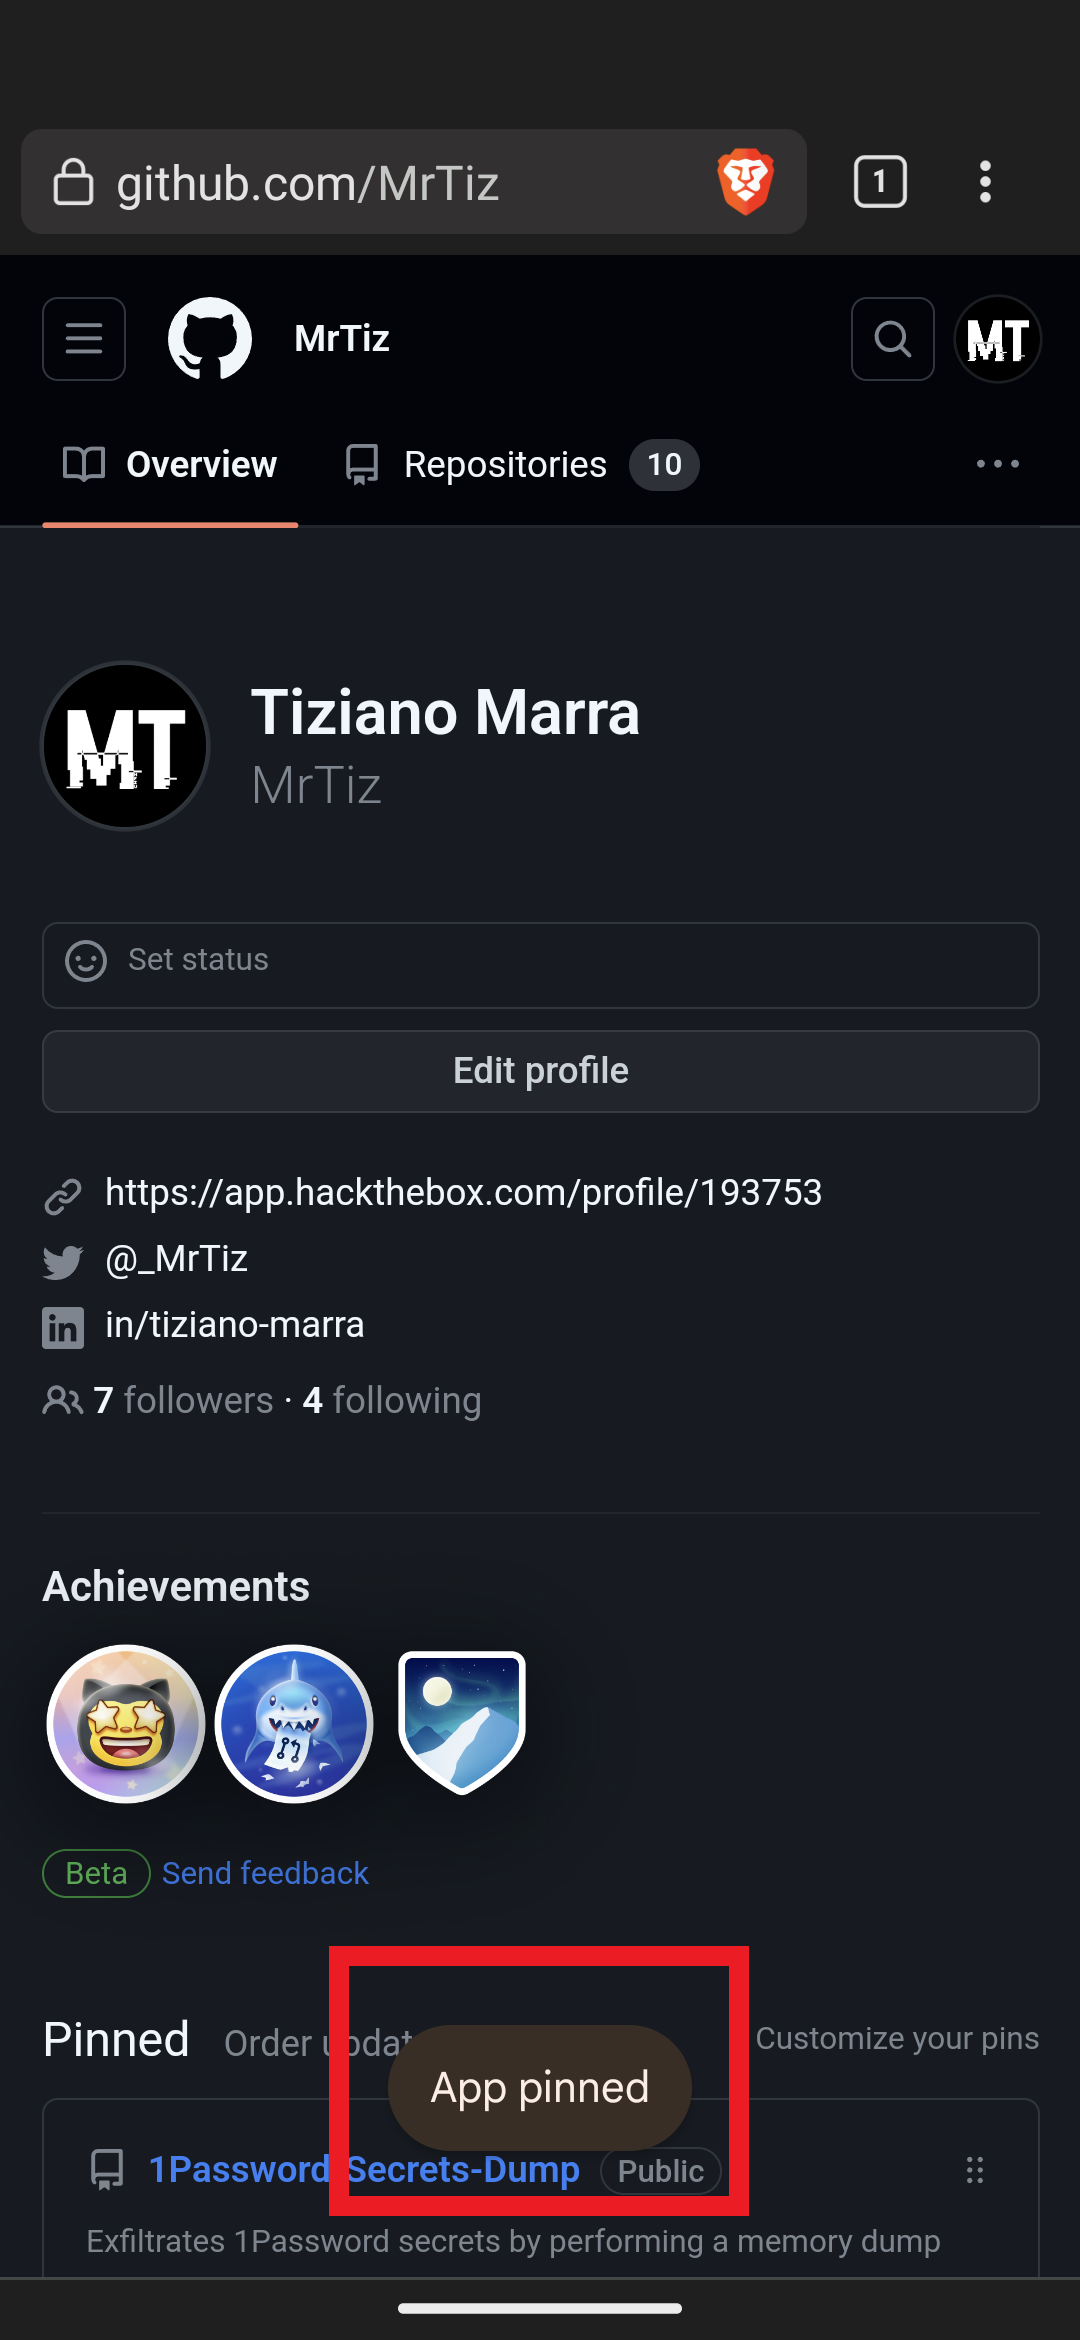 github.com/MrTiz
1
MrTiz
MT
Overview
Repositories 10
MT
Tiziano Marra
MrTiz
Set status
Edit profile
https://app.hackthebox.com/profile/193753
@_MrTiz
in/tiziano-marra
7 followers · 4 following
Achievements
Beta Send feedback
Pinned Order updat
Customize your pins
App pinned
1Password-Secrets-Dump Public
Exfiltrates 1Password secrets by performing a memory dump